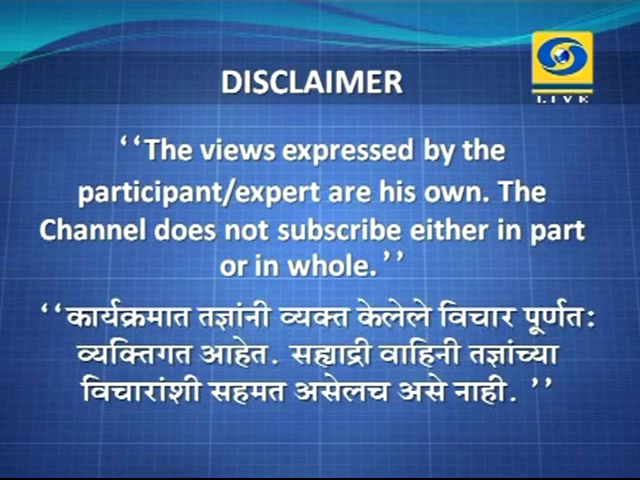 DISCLAIMER
LIVE
‘‘The views expressed by the
participant/expert are his own. The
Channel does not subscribe either in part
or in whole.’’
‘‘कार्यक्रमात तज्ञांनी व्यक्त केलेले विचार पूर्णत:
व्यक्तिगत आहेत. सह्याद्री वाहिनी तज्ञांच्या
विचारांशी सहमत असेलच असे नाही. ’’